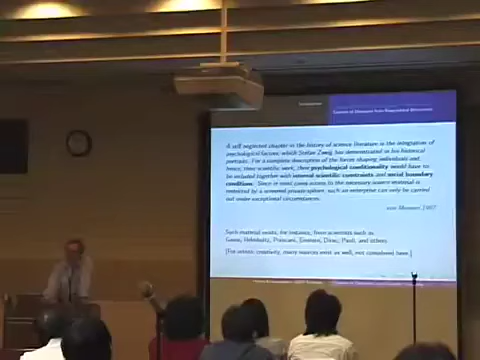 A still neglected chapter in the history of science literature is the integration of
psychological factors, which Stefan Zweig has demonstrated in his historical
portraits. For a complete description of the forces shaping individuals and
hence, their scientific work, their psychological conditionality would have to
be included together with internal scientific constraints and social boundary
conditions. Since in most cases access to the necessary source material is
restricted by a screened private sphere, such an enterprise can only be carried
out under exceptional circumstances.
von Meyenn 2007
Such material exists, for instance, from scientists such as
Gauss, Helmholtz, Poincaré, Einstein, Dirac, Pauli, and others
[For artistic creativity, many sources exist as well, not considered here.]